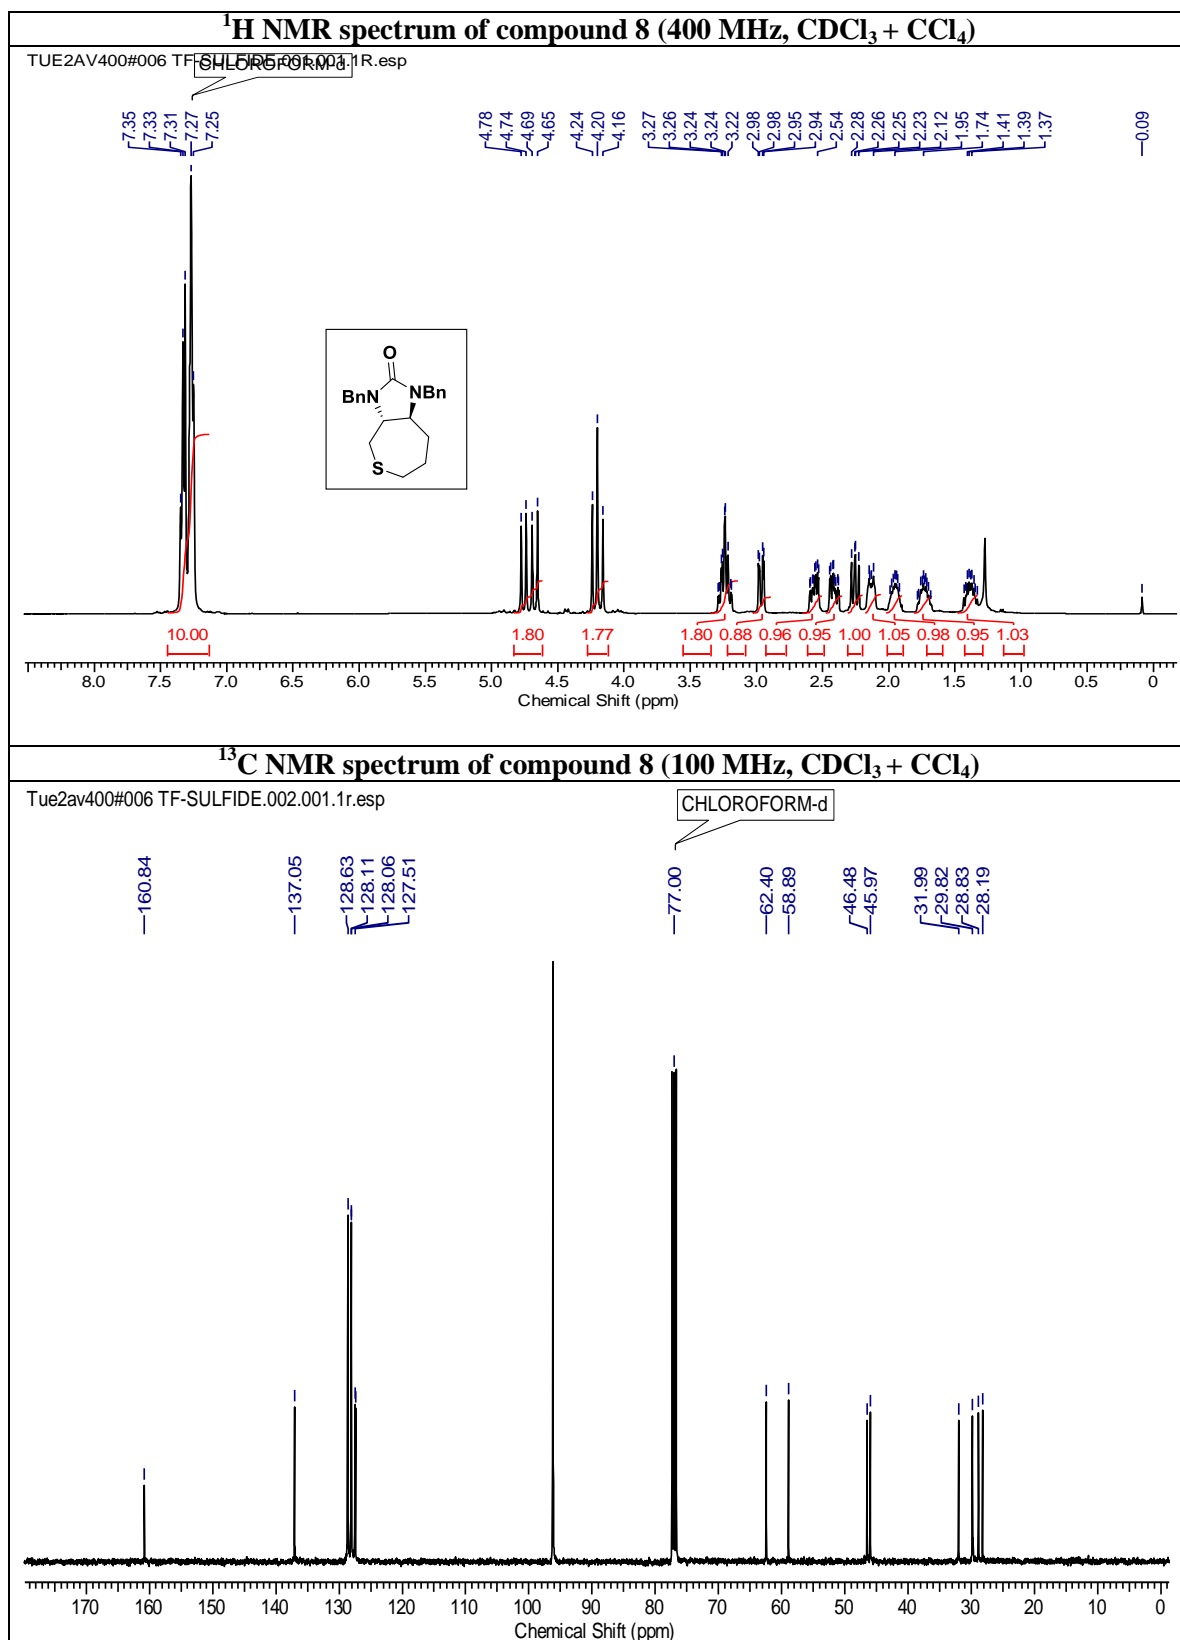 ¹H NMR spectrum of compound 8 (400 MHz, CDCl₃ + CCl₄)
TUE2AV400#006 TF-SULFIDE.001.001.1R.esp
CHLOROFORM-d
7.35 7.33 7.31 7.27 7.25 4.78 4.74 4.69 4.65 4.24 4.20 4.16 3.27 3.26 3.24 3.24 3.22 2.98 2.98 2.95 2.94 2.54 2.28 2.26 2.25 2.23 2.12 1.95 1.74 1.41 1.39 1.37 0.09
O
BnN NBn
S
10.00 1.80 1.77 1.80 0.88 0.96 0.95 1.00 1.05 0.98 0.95 1.03
8.0 7.5 7.0 6.5 6.0 5.5 5.0 4.5 4.0 3.5 3.0 2.5 2.0 1.5 1.0 0.5 0
Chemical Shift (ppm)
¹³C NMR spectrum of compound 8 (100 MHz, CDCl₃ + CCl₄)
Tue2av400#006 TF-SULFIDE.002.001.1r.esp
CHLOROFORM-d
160.84 137.05 128.63 128.11 128.06 127.51 77.00 62.40 58.89 46.48 45.97 31.99 29.82 28.83 28.19
170 160 150 140 130 120 110 100 90 80 70 60 50 40 30 20 10 0
Chemical Shift (ppm)